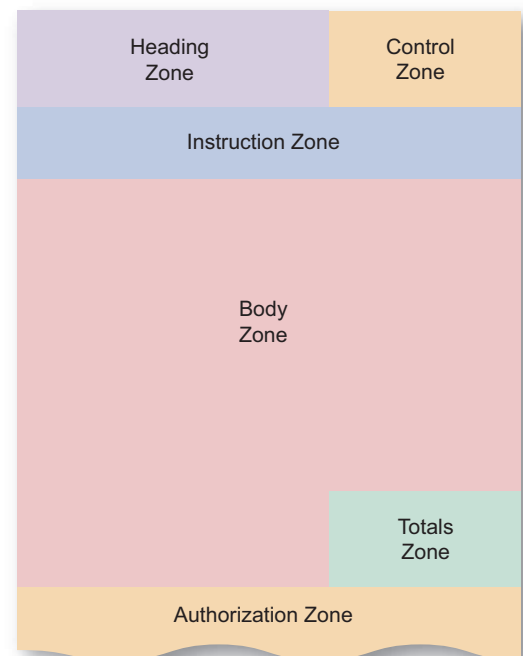 Heading
Zone
Control
Zone
Instruction Zone
Body
Zone
Totals
Zone
Authorization Zone